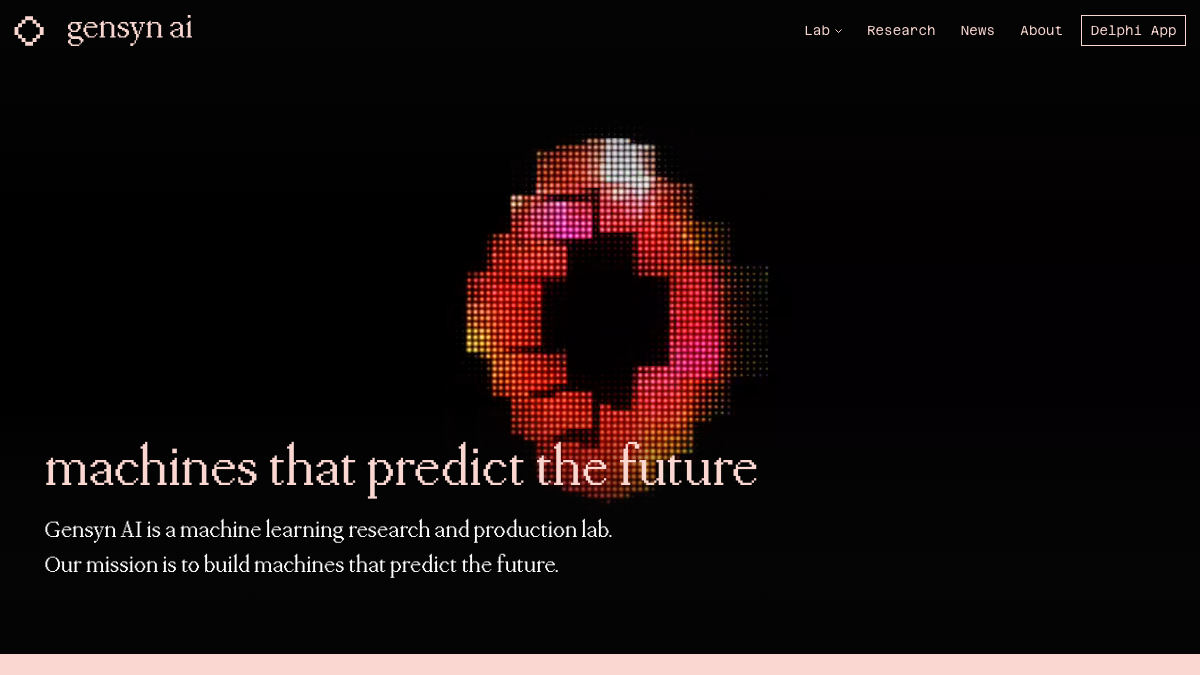 gensyn ai
Lab
Research
News
About
Delphi App
machines that predict the future
Gensyn AI is a machine learning research and production lab.
Our mission is to build machines that predict the future.